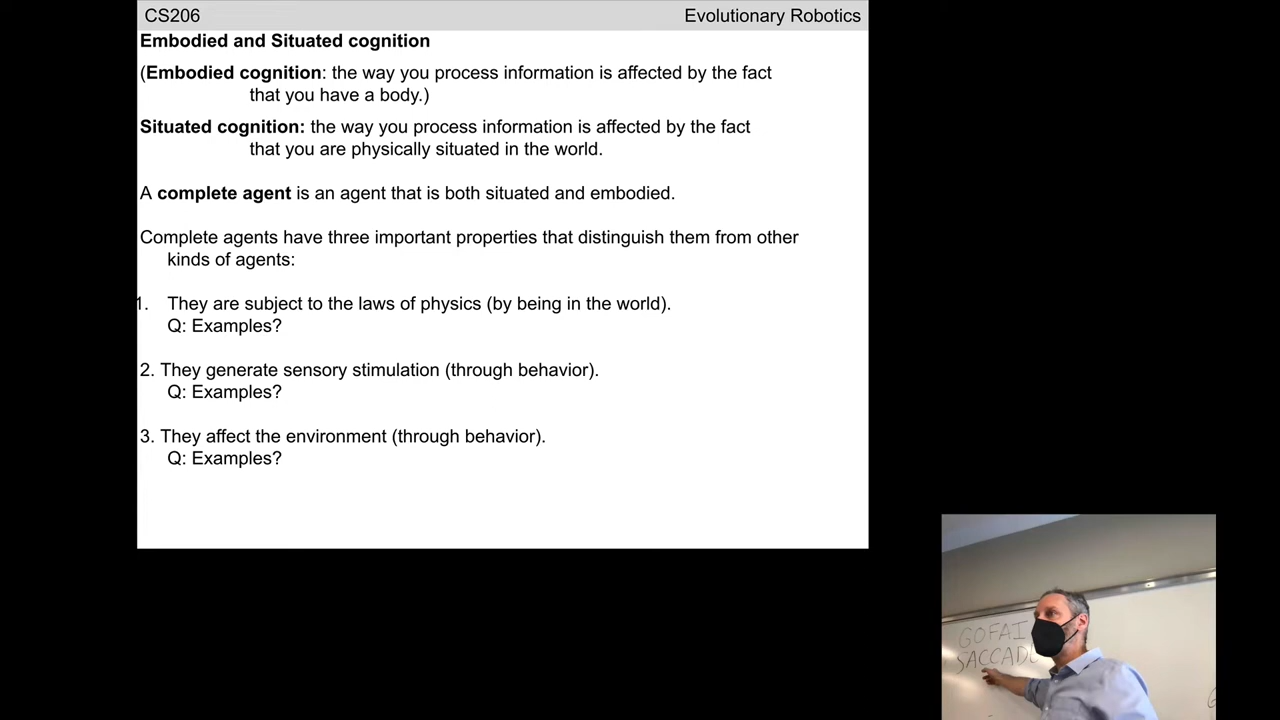 CS206 Evolutionary Robotics
Embodied and Situated cognition
(Embodied cognition: the way you process information is affected by the fact
that you have a body.)
Situated cognition: the way you process information is affected by the fact
that you are physically situated in the world.
A complete agent is an agent that is both situated and embodied.
Complete agents have three important properties that distinguish them from other
kinds of agents:
1. They are subject to the laws of physics (by being in the world).
Q: Examples?
2. They generate sensory stimulation (through behavior).
Q: Examples?
3. They affect the environment (through behavior).
Q: Examples?
GOFAI